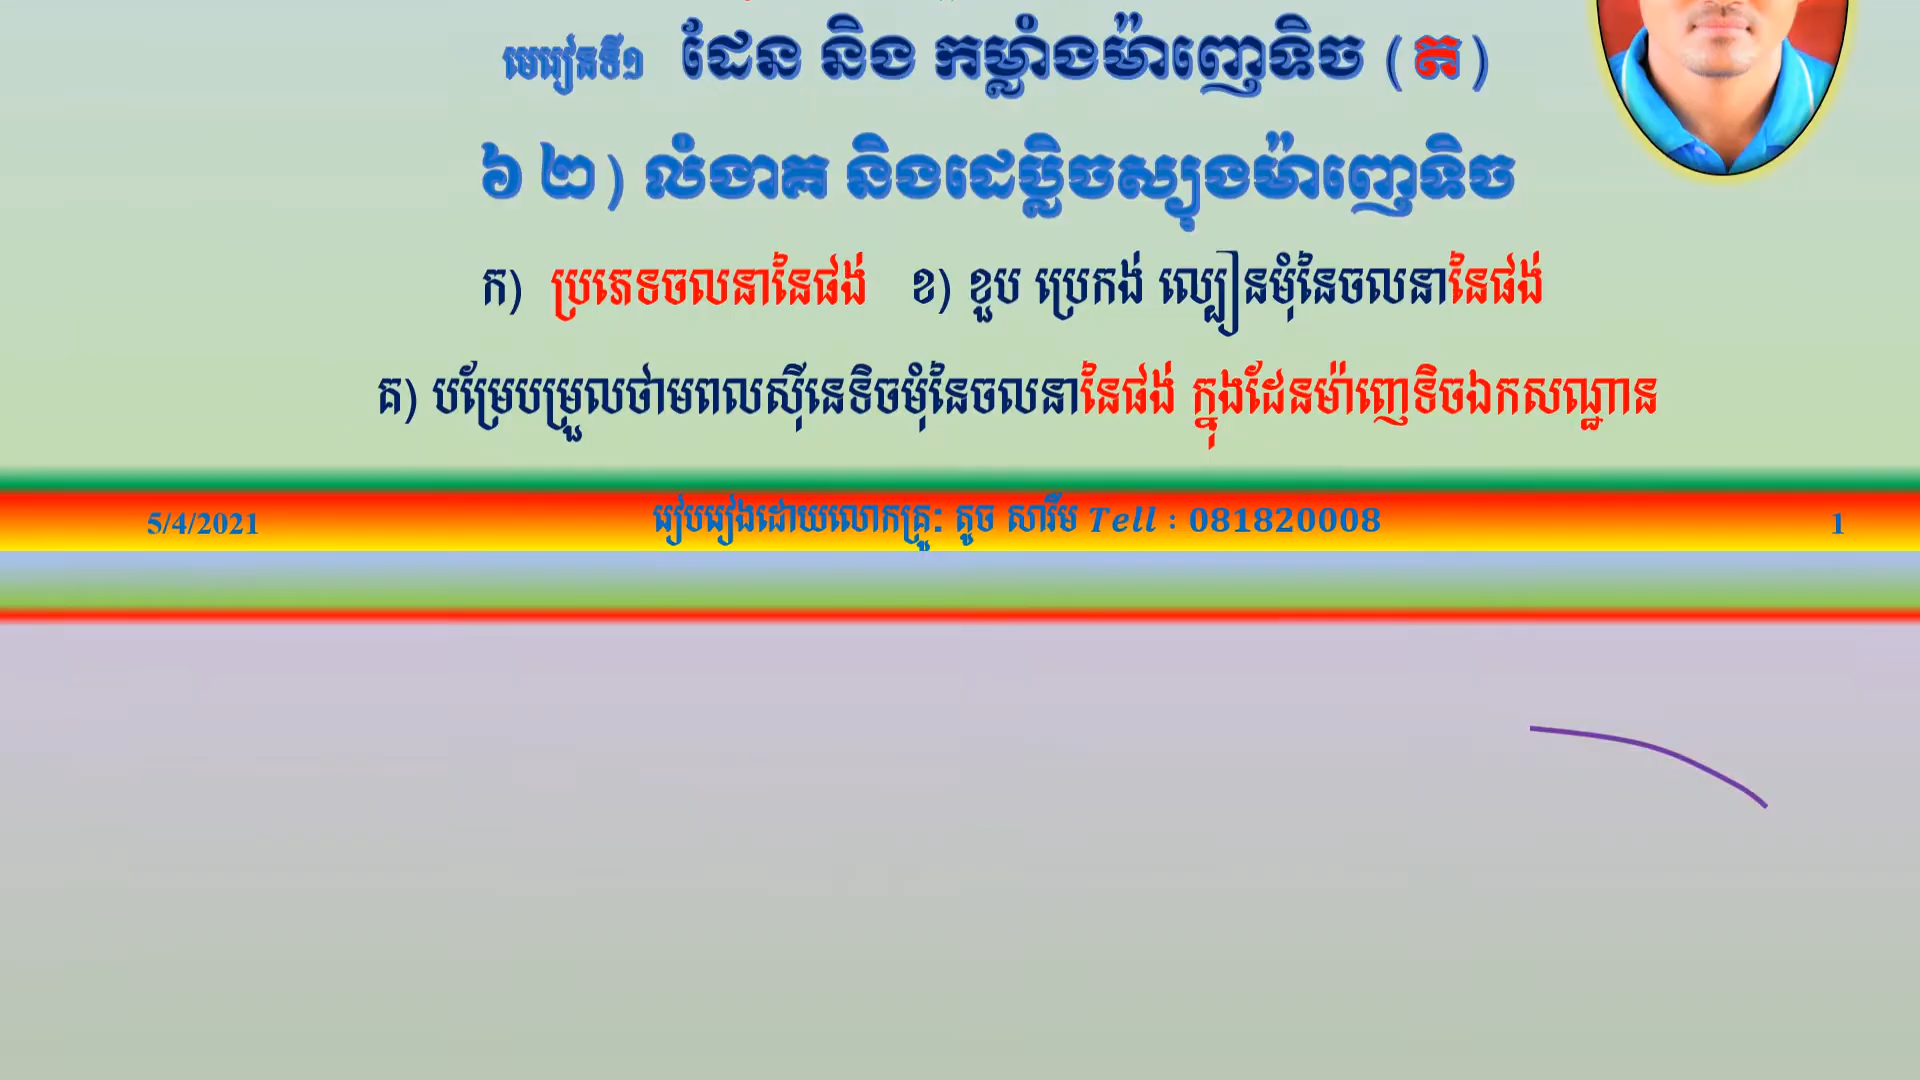 មេរៀនទី១ ដែន និង កម្លាំងម៉ាញេទិច (ត)
៦ ២) លំងាត និងដេប្លិចស្យុងម៉ាញេទិច
ក) ប្រភេទចលនានៃផង់ ខ) ខួប ប្រេកង់ ល្បឿនមុំនៃចលនានៃផង់
គ) បម្រែបម្រួលថាមពលស៊ីនេទិចមុំនៃចលនានៃផង់ ក្នុងដែនម៉ាញេទិចឯកសណ្ឋាន
5/4/2021 រៀបរៀងដោយលោកគ្រូ: តូច សារឹម Tell : 081820008 1